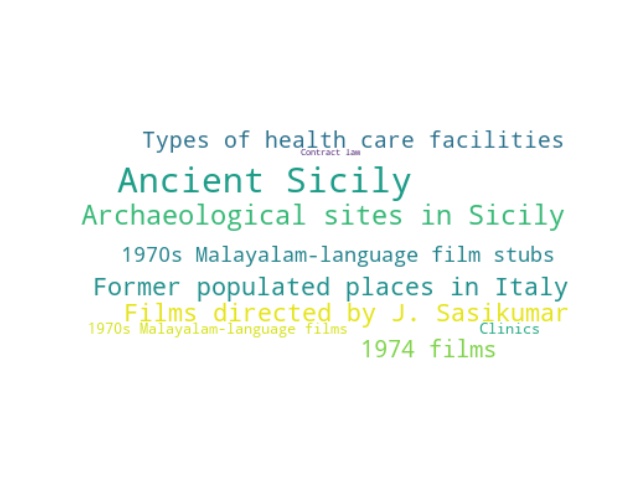 Types of health care facilities
Contract law
Ancient Sicily
Archaeological sites in Sicily
1970s Malayalam-language film stubs
Former populated places in Italy
Films directed by J. Sasikumar
1970s Malayalam-language films
Clinics
1974 films